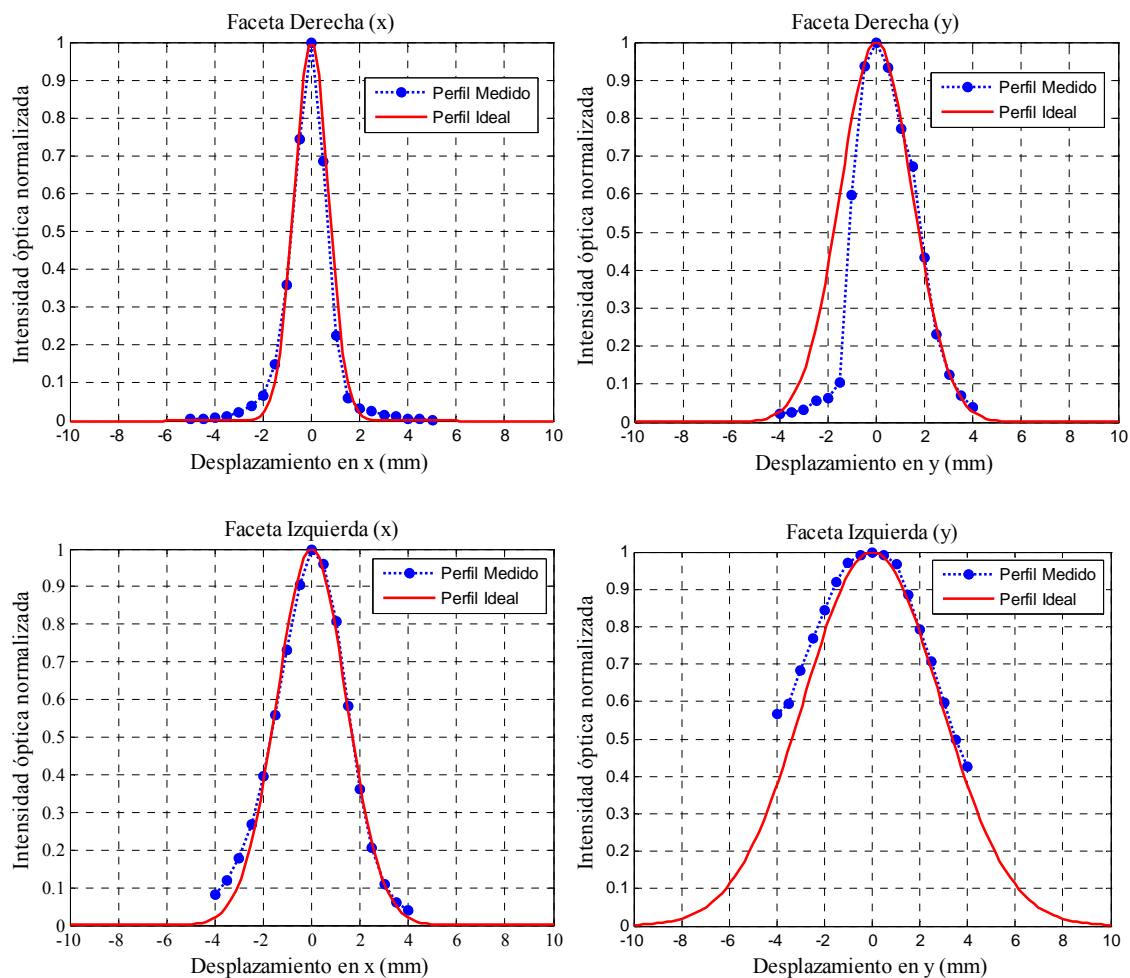 Faceta Derecha (x)
Intensidad óptica normalizada
1
0.9
0.8
0.7
0.6
0.5
0.4
0.3
0.2
0.1
0
-10 -8 -6 -4 -2 0 2 4 6 8 10
Perfil Medido
Perfil Ideal
Desplazamiento en x (mm)
Faceta Derecha (y)
Intensidad óptica normalizada
1
0.9
0.8
0.7
0.6
0.5
0.4
0.3
0.2
0.1
0
-10 -8 -6 -4 -2 0 2 4 6 8 10
Perfil Medido
Perfil Ideal
Desplazamiento en y (mm)
Faceta Izquierda (x)
Intensidad óptica normalizada
1
0.9
0.8
0.7
0.6
0.5
0.4
0.3
0.2
0.1
0
-10 -8 -6 -4 -2 0 2 4 6 8 10
Perfil Medido
Perfil Ideal
Desplazamiento en x (mm)
Faceta Izquierda (y)
Intensidad óptica normalizada
1
0.9
0.8
0.7
0.6
0.5
0.4
0.3
0.2
0.1
0
-10 -8 -6 -4 -2 0 2 4 6 8 10
Perfil Medido
Perfil Ideal
Desplazamiento en y (mm)